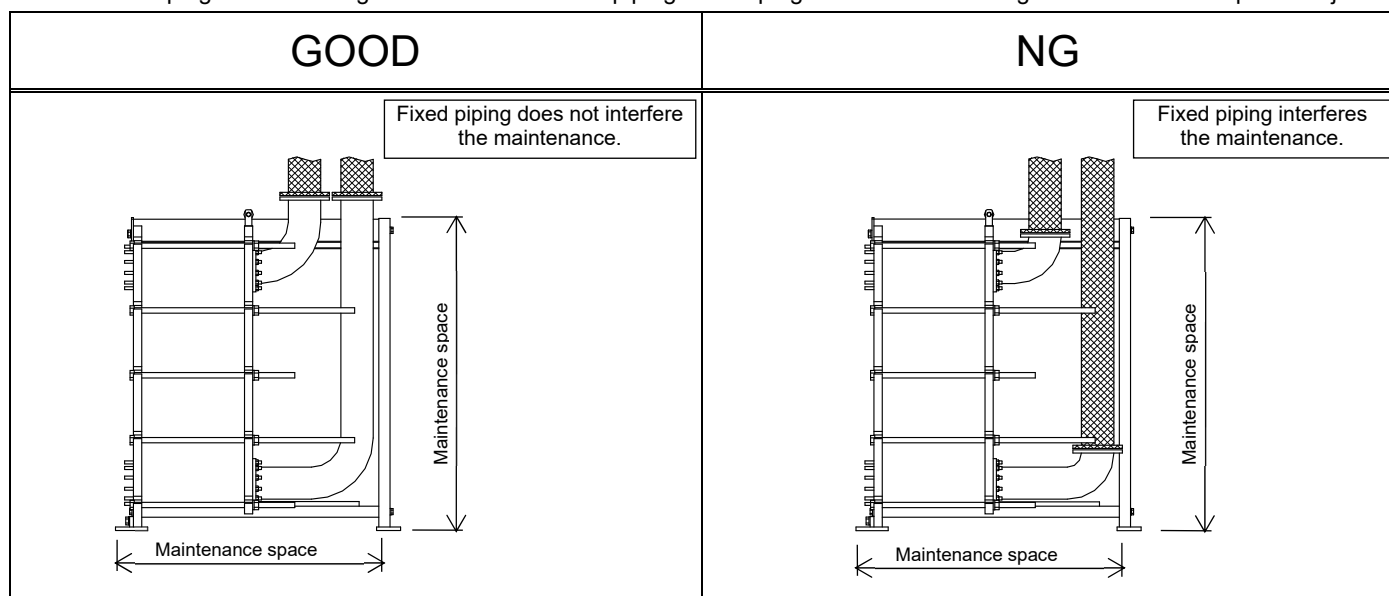 GOOD
NG
Fixed piping does not interfere
the maintenance.
Fixed piping interferes
the maintenance.
Maintenance space
Maintenance space
Maintenance space
Maintenance space